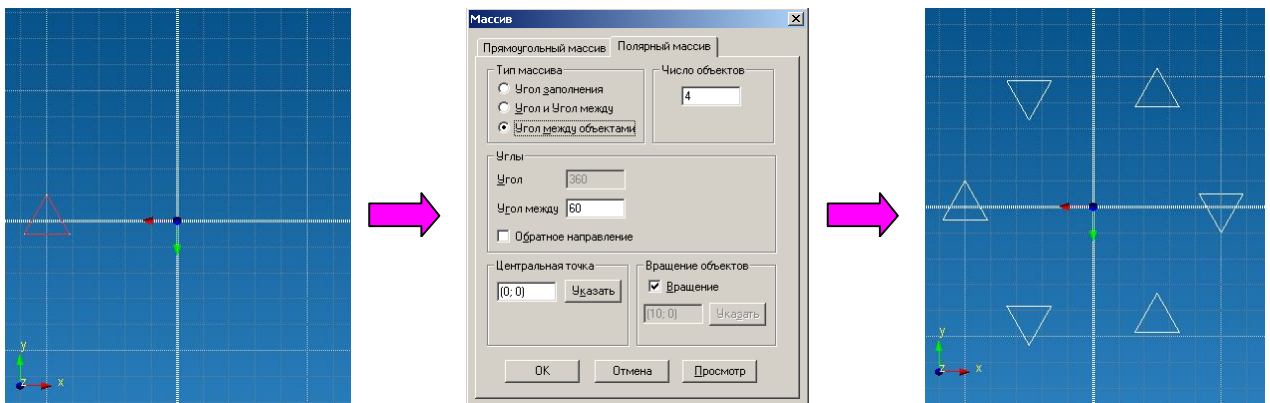 Массив
Прямоугольный массив Полярный массив
Тип массива
Угол заполнения
Угол и Угол между
Угол между объектами
Число объектов
4
Углы
Угол 360
Угол между 60
Обратное направление
Центральная точка
(0; 0) Указать
Вращение объектов
Вращение
(10; 0) Указать
OK Отмена Просмотр
y
z x
y
z x